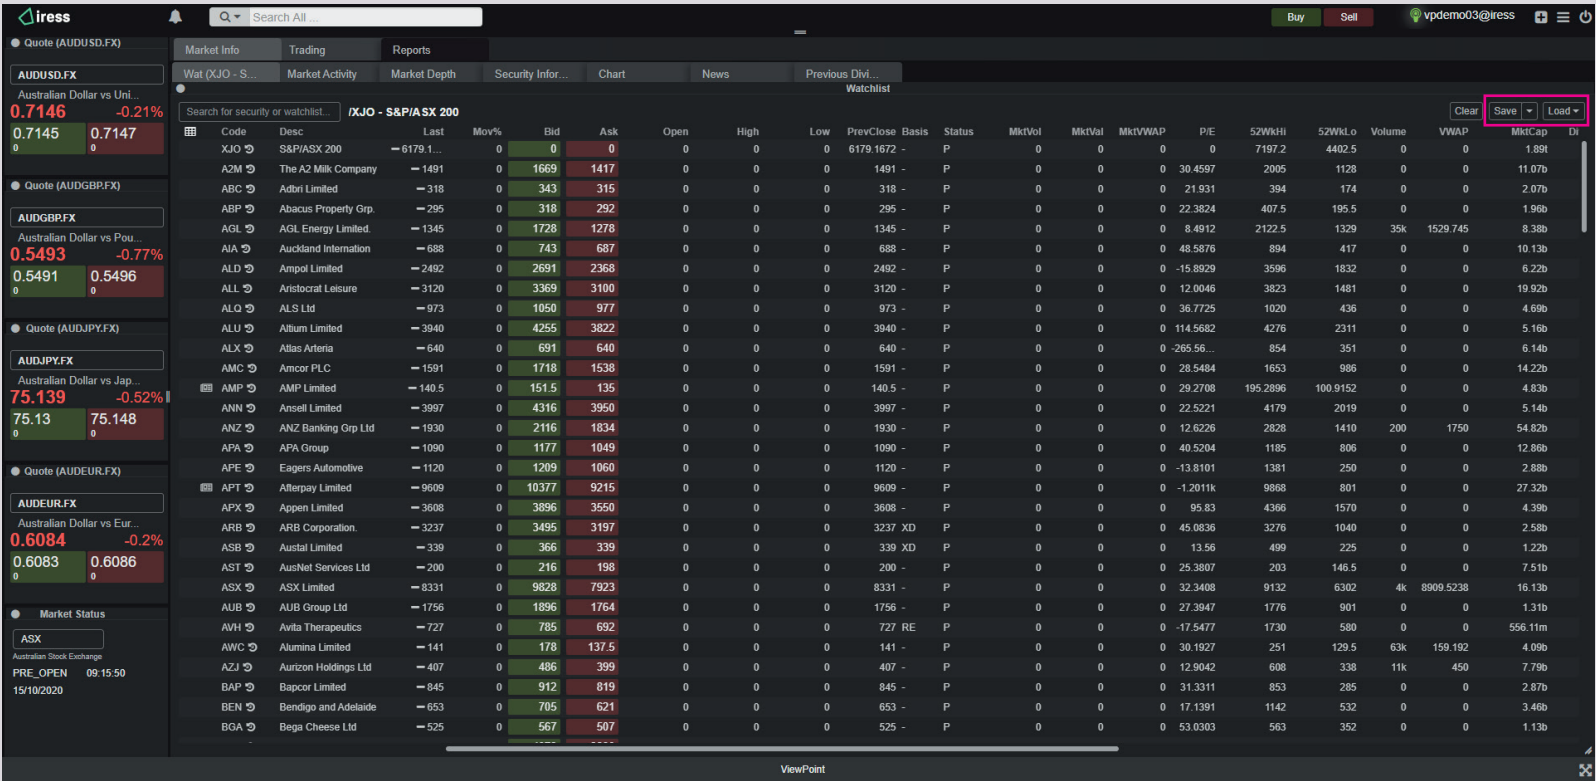 iress Search All ... Buy Sell vpdemo03@iress
Quote (AUDUSD.FX)
AUDUSD.FX
Australian Dollar vs Uni...
0.7146 -0.21%
0.7145 0.7147
0 0
Quote (AUDGBP.FX)
AUDGBP.FX
Australian Dollar vs Pou...
0.5493 -0.77%
0.5491 0.5496
0 0
Quote (AUDJPY.FX)
AUDJPY.FX
Australian Dollar vs Jap...
75.139 -0.52%
75.13 75.148
0 0
Quote (AUDEUR.FX)
AUDEUR.FX
Australian Dollar vs Eur...
0.6084 -0.2%
0.6083 0.6086
0 0
Market Status
ASX
Australian Stock Exchange
PRE_OPEN 09:15:50
15/10/2020
Market Info Trading Reports
Wat (XJO - S... Market Activity Market Depth Security Infor... Chart News Previous Divi...
Watchlist
Search for security or watchlist... /XJO - S&P/ASX 200 Clear Save Load
Code Desc Last Mov% Bid Ask Open High Low PrevClose Basis Status MktVol MktVal MktVWAP P/E 52WkHi 52WkLo Volume VWAP MktCap Di
XJO S&P/ASX 200 6179.1... 0 0 0 0 0 0 6179.1672 - P 0 0 0 0 7197.2 4402.5 0 0 1.89t
A2M The A2 Milk Company 1491 0 1669 1417 0 0 0 1491 - P 0 0 0 30.4597 2005 1128 0 0 11.07b
ABC Adbri Limited 318 0 343 315 0 0 0 318 - P 0 0 0 21.931 394 174 0 0 2.07b
ABP Abacus Property Grp. 295 0 318 292 0 0 0 295 - P 0 0 0 22.3824 407.5 195.5 0 0 1.96b
AGL AGL Energy Limited. 1345 0 1728 1278 0 0 0 1345 - P 0 0 0 8.4912 2122.5 1329 35k 1529.745 8.38b
AIA Auckland Internation 688 0 743 687 0 0 0 688 - P 0 0 0 48.5876 894 417 0 0 10.13b
ALD Ampol Limited 2492 0 2691 2368 0 0 0 2492 - P 0 0 0 -15.8929 3596 1832 0 0 6.22b
ALL Aristocrat Leisure 3120 0 3369 3100 0 0 0 3120 - P 0 0 0 12.0046 3823 1481 0 0 19.92b
ALQ ALS Ltd 973 0 1050 977 0 0 0 973 - P 0 0 0 36.7725 1020 436 0 0 4.69b
ALU Altium Limited 3940 0 4255 3822 0 0 0 3940 - P 0 0 0 114.5682 4276 2311 0 0 5.16b
ALX Atlas Arteria 640 0 691 640 0 0 0 640 - P 0 0 0 -265.56... 854 351 0 0 6.14b
AMC Amcor PLC 1591 0 1718 1538 0 0 0 1591 - P 0 0 0 28.5484 1653 986 0 0 14.22b
AMP AMP Limited 140.5 0 151.5 135 0 0 0 140.5 - P 0 0 0 29.2708 195.2896 100.9152 0 0 4.83b
ANN Ansell Limited 3997 0 4316 3950 0 0 0 3997 - P 0 0 0 22.5221 4179 2019 0 0 5.14b
ANZ ANZ Banking Grp Ltd 1930 0 2116 1834 0 0 0 1930 - P 0 0 0 12.6226 2828 1410 200 1750 54.82b
APA APA Group 1090 0 1177 1049 0 0 0 1090 - P 0 0 0 40.5204 1185 806 0 0 12.86b
APE Eagers Automotive 1120 0 1209 1060 0 0 0 1120 - P 0 0 0 -13.8101 1381 250 0 0 2.88b
APT Afterpay Limited 9609 0 10377 9215 0 0 0 9609 - P 0 0 0 -1.2011k 9868 801 0 0 27.32b
APX Appen Limited 3608 0 3896 3550 0 0 0 3608 - P 0 0 0 95.83 4366 1570 0 0 4.39b
ARB ARB Corporation. 3237 0 3495 3197 0 0 0 3237 XD P 0 0 0 45.0836 3276 1040 0 0 2.58b
ASB Austal Limited 339 0 366 339 0 0 0 339 XD P 0 0 0 13.56 499 225 0 0 1.22b
AST AusNet Services Ltd 200 0 216 198 0 0 0 200 - P 0 0 0 25.3807 203 146.5 0 0 7.51b
ASX ASX Limited 8331 0 9828 7923 0 0 0 8331 - P 0 0 0 32.3408 9132 6302 4k 8909.5238 16.13b
AUB AUB Group Ltd 1756 0 1896 1764 0 0 0 1756 - P 0 0 0 27.3947 1776 901 0 0 1.31b
AVH Avita Therapeutics 727 0 785 692 0 0 0 727 RE P 0 0 0 -17.5477 1730 580 0 0 556.11m
AWC Alumina Limited 141 0 178 137.5 0 0 0 141 - P 0 0 0 30.1927 251 129.5 63k 159.192 4.09b
AZJ Aurizon Holdings Ltd 407 0 486 399 0 0 0 407 - P 0 0 0 12.9042 608 338 11k 450 7.79b
BAP Bapcor Limited 845 0 912 819 0 0 0 845 - P 0 0 0 31.3311 853 285 0 0 2.87b
BEN Bendigo and Adelaide 653 0 705 621 0 0 0 653 - P 0 0 0 17.1391 1142 532 0 0 3.46b
BGA Bega Cheese Ltd 525 0 567 507 0 0 0 525 - P 0 0 0 53.0303 563 352 0 0 1.13b
ViewPoint